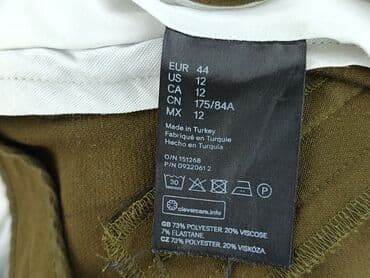 EUR 44
US 12
CA 12
CN 175/84A
MX 12
Made in Turkey
Fabriqué en Turquie
Hecho en Turquía
O/N 151268
P/N 0922061 2
30
P
clevercare.info
GB 73% POLYESTER, 20% VISCOSE
7% ELASTANE.
CZ 73% POLYESTER, 20% VISKÓZA